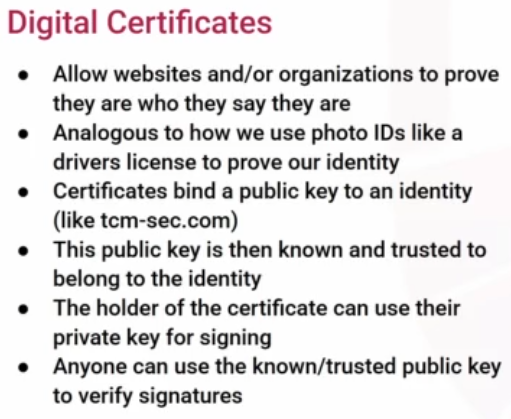 Digital Certificates
● Allow websites and/or organizations to prove
they are who they say they are
● Analogous to how we use photo IDs like a
drivers license to prove our identity
● Certificates bind a public key to an identity
(like tcm-sec.com)
● This public key is then known and trusted to
belong to the identity
● The holder of the certificate can use their
private key for signing
● Anyone can use the known/trusted public key
to verify signatures